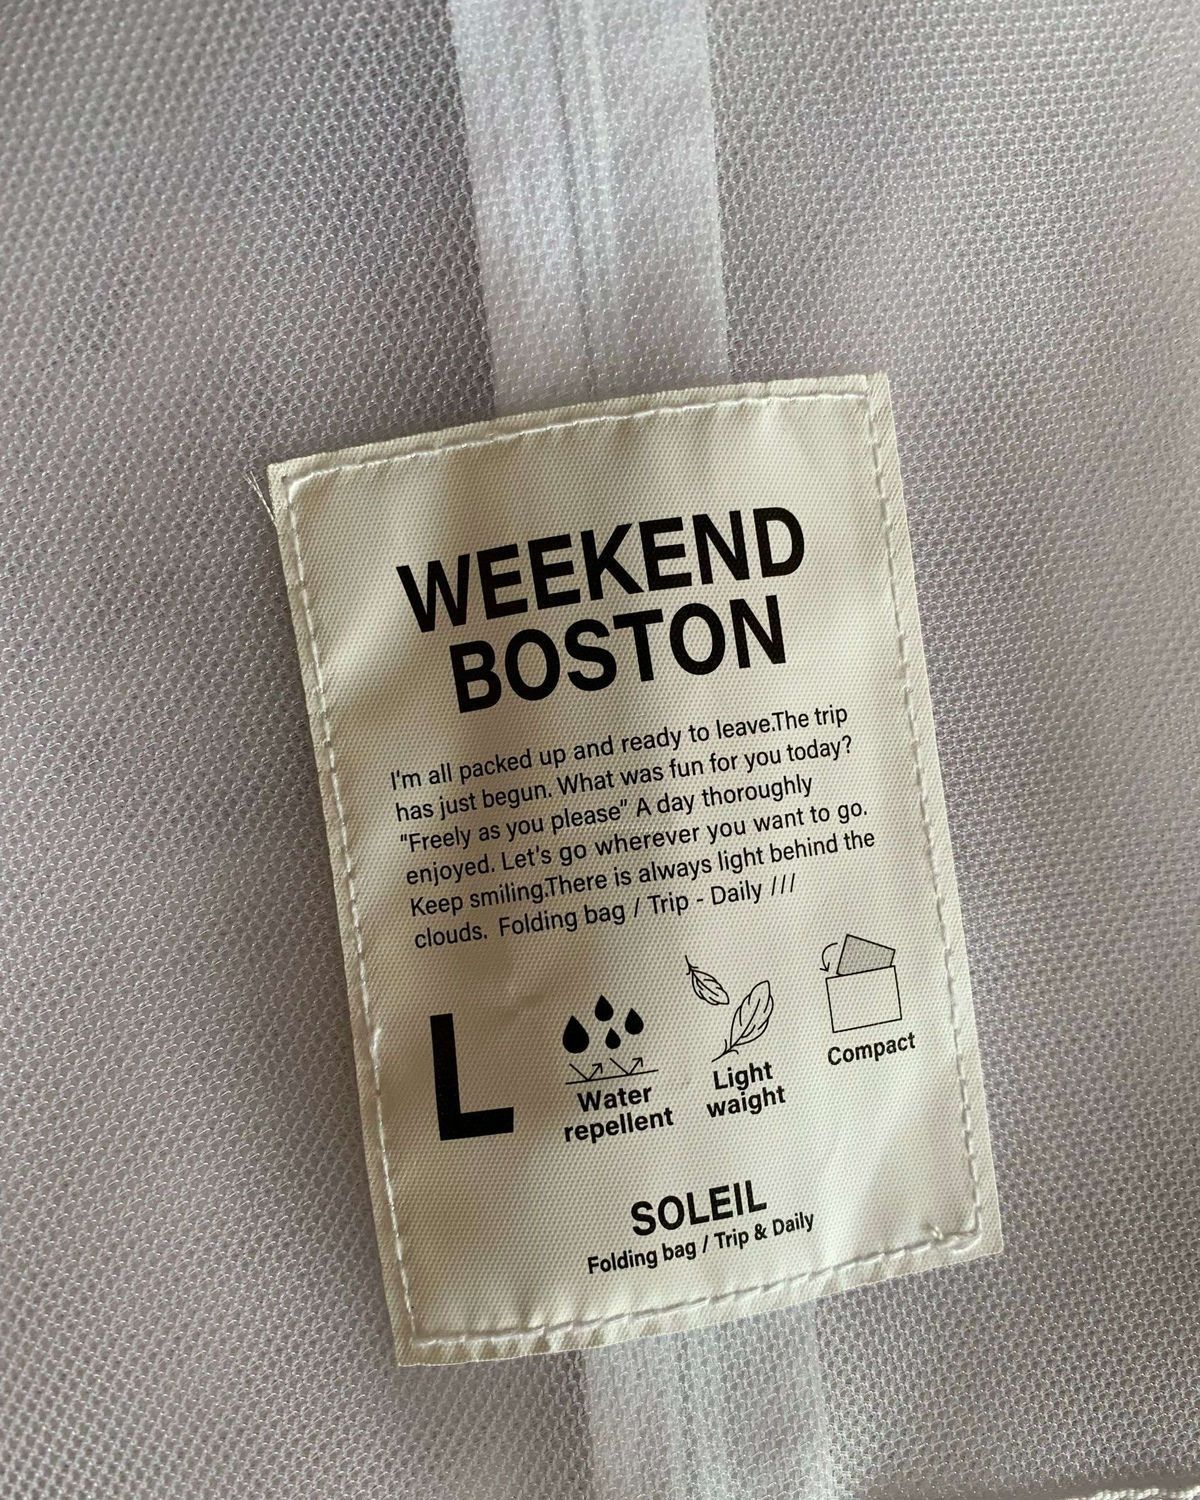 WEEKEND
BOSTON
I'm all packed up and ready to leave.The trip
has just begun. What was fun for you today?
"Freely as you please" A day thoroughly
enjoyed. Let's go wherever you want to go.
Keep smiling.There is always light behind the
clouds. Folding bag / Trip - Daily ///
L
Water
repellent
Light
waight
Compact
SOLEIL
Folding bag / Trip & Daily